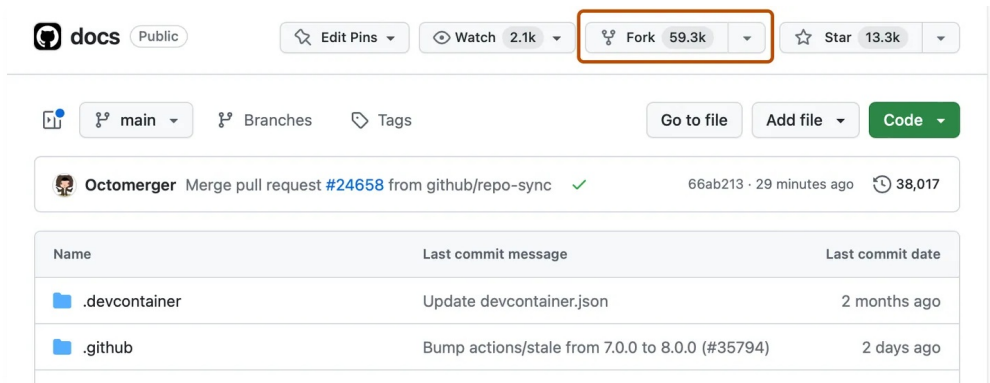 docs Public Edit Pins Watch 2.1k Fork 59.3k Star 13.3k
main Branches Tags Go to file Add file Code
Octomerger Merge pull request #24658 from github/repo-sync 66ab213 · 29 minutes ago 38,017
Name Last commit message Last commit date
.devcontainer Update devcontainer.json 2 months ago
.github Bump actions/stale from 7.0.0 to 8.0.0 (#35794) 2 days ago